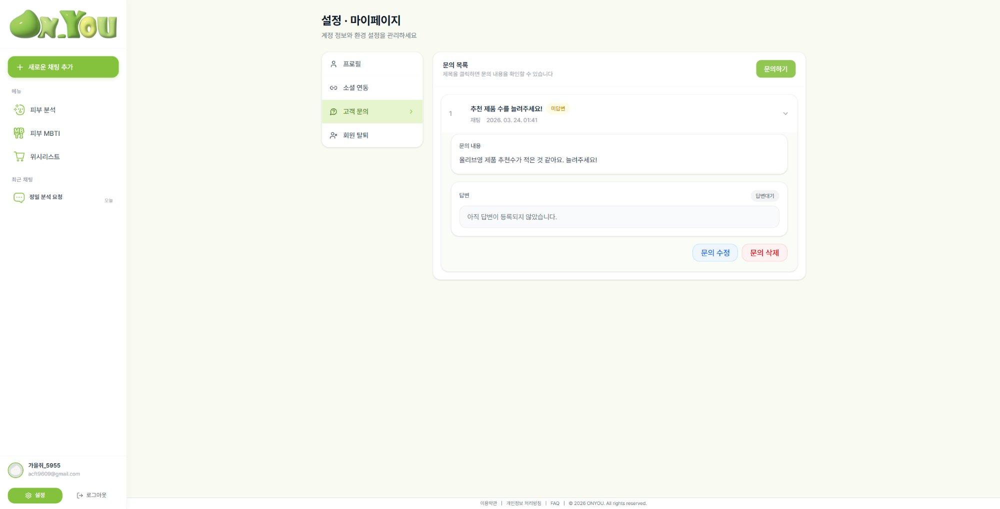 ON_YOU
새로운 채팅 추가
메뉴
피부 분석
MBTI
피부 MBTI
위시리스트
최근 채팅
정밀 분석 요청
오늘
가을쥐_5955
acft9609@gmail.com
설정
로그아웃
설정 · 마이페이지
계정 정보와 환경 설정을 관리하세요
프로필
소셜 연동
고객 문의
회원 탈퇴
문의 목록
제목을 클릭하면 문의 내용을 확인할 수 있습니다
문의하기
1
추천 제품 수를 늘려주세요! 미답변
채팅 2026. 03. 24. 01:41
문의 내용
올리브영 제품 추천수가 적은 것 같아요. 늘려주세요!
답변
답변대기
아직 답변이 등록되지 않았습니다.
문의 수정 문의 삭제
이용약관 | 개인정보 처리방침 | FAQ | © 2026 ONYOU. All rights reserved.